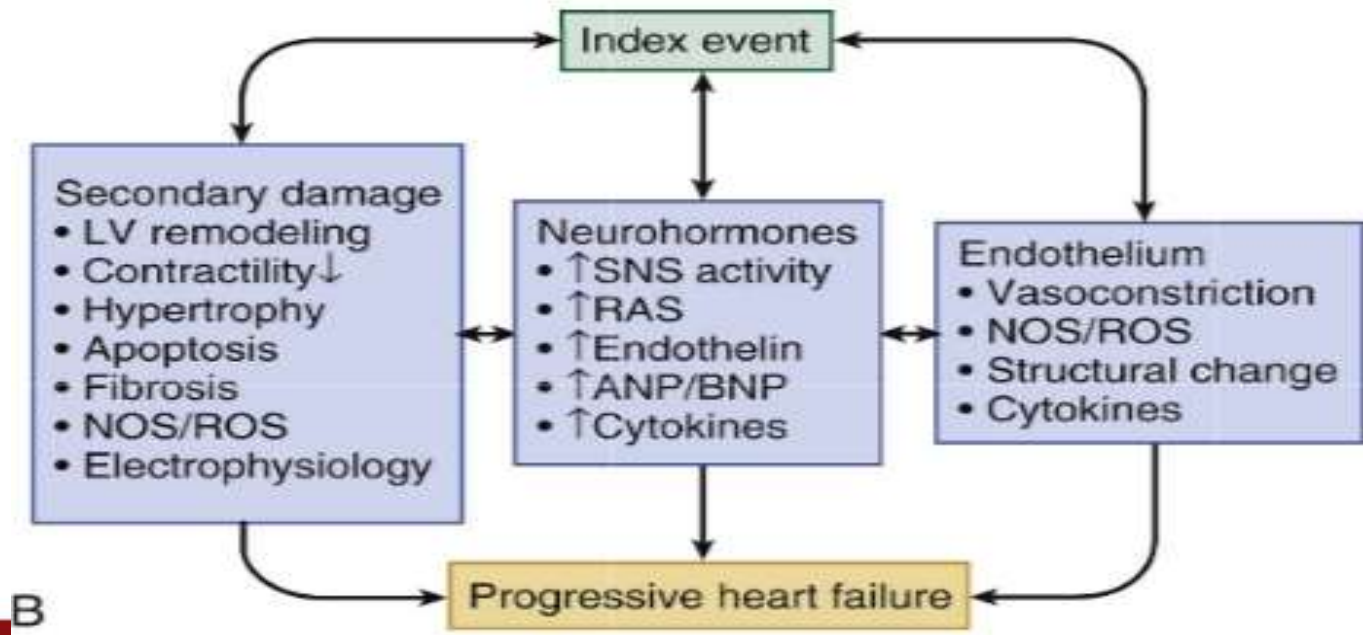 Index event
Secondary damage
• LV remodeling
• Contractility↓
• Hypertrophy
• Apoptosis
• Fibrosis
• NOS/ROS
• Electrophysiology
Neurohormones
• ↑SNS activity
• ↑RAS
• ↑Endothelin
• ↑ANP/BNP
• ↑Cytokines
Endothelium
• Vasoconstriction
• NOS/ROS
• Structural change
• Cytokines
Progressive heart failure
B